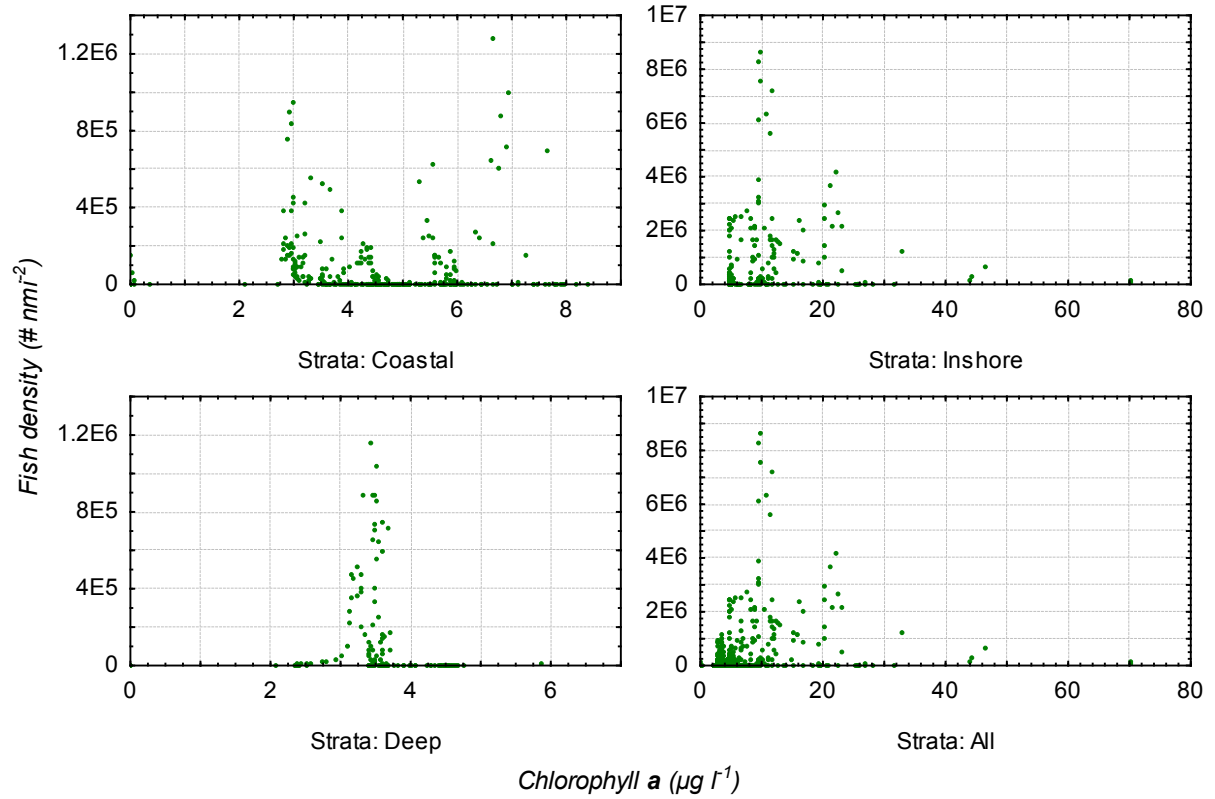 Fish density (# nmi⁻²)
1.2E6
8E5
4E5
0
0 2 4 6 8
Strata: Coastal
1E7
8E6
6E6
4E6
2E6
0
0 20 40 60 80
Strata: Inshore
1.2E6
8E5
4E5
0
0 2 4 6
Strata: Deep
1E7
8E6
6E6
4E6
2E6
0
0 20 40 60 80
Strata: All
Chlorophyll a (µg l⁻¹)